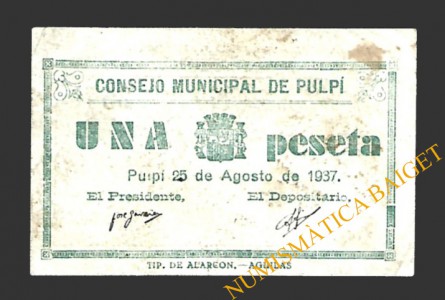 CONSEJO MUNICIPAL DE PULPÍ
UNA peseta
Pulpí 25 de Agosto de 1937.
El Presidente, El Depositario.
TIP. DE ALARCON.—AGUILAS
NUMISMÁTICA BAIGET